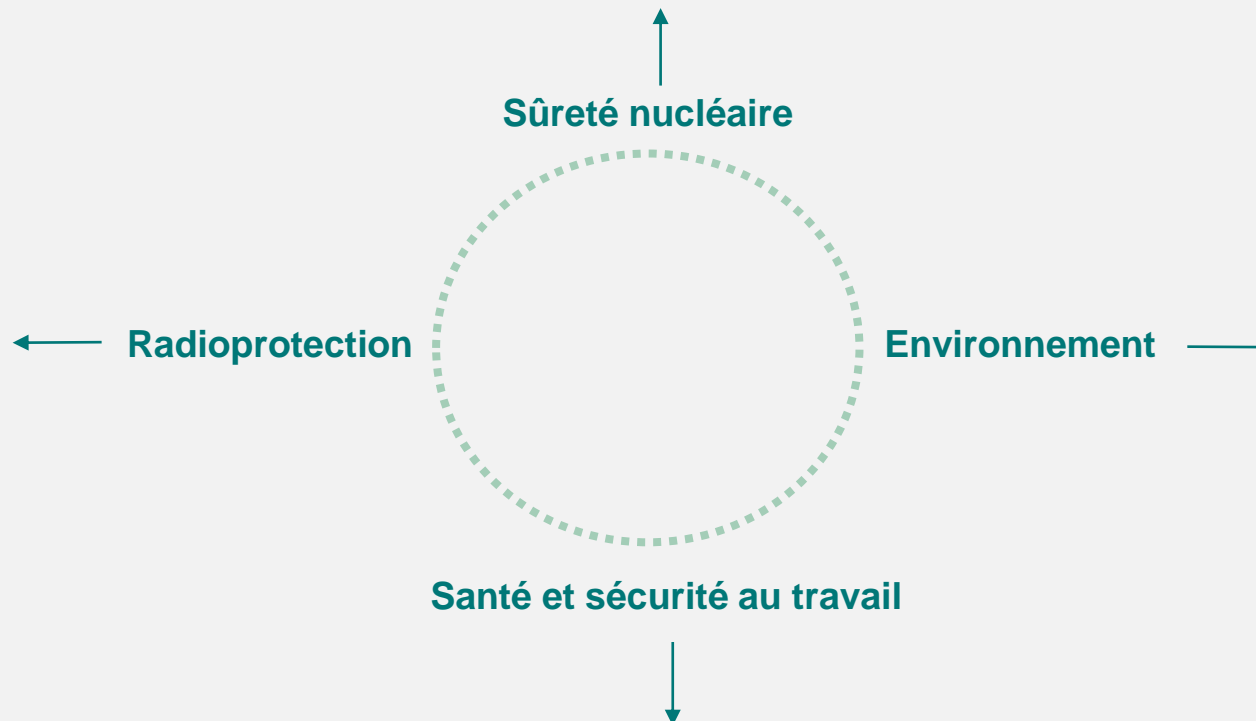 Sûreté nucléaire
Radioprotection
Environnement
Santé et sécurité au travail